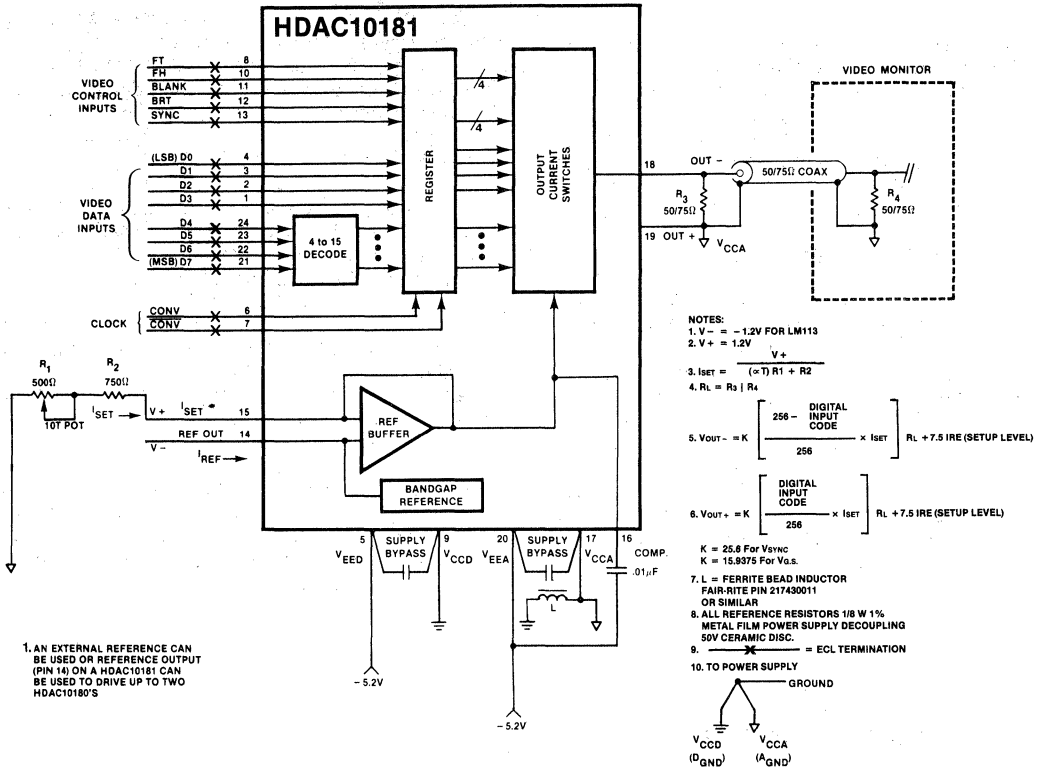 HDAC10181
VIDEO
CONTROL
INPUTS
FT 8
FH 10
BLANK 11
BRT 12
SYNC 13
VIDEO
DATA
INPUTS
(LSB) D0 4
D1 3
D2 2
D3 1
D4 24
D5 23
D6 22
(MSB) D7 21
4 to 15
DECODE
REGISTER
4
4
OUTPUT
CURRENT
SWITCHES
CLOCK
CONV 6
CONV 7
VIDEO MONITOR
18 OUT −
50/75Ω COAX
R3
50/75Ω
R4
50/75Ω
19 OUT +
VCCA
R1
500Ω
10T POT
R2
750Ω
ISET
V+ ISET 15
REF OUT 14
V−
IREF
REF
BUFFER
BANDGAP
REFERENCE
5
VEED
SUPPLY
BYPASS
9
VCCD
20
VEEA
SUPPLY
BYPASS
17
VCCA
16
COMP.
.01µF
L
− 5.2V
− 5.2V
1. AN EXTERNAL REFERENCE CAN
BE USED OR REFERENCE OUTPUT
(PIN 14) ON A HDAC10181 CAN
BE USED TO DRIVE UP TO TWO
HDAC10180'S
NOTES:
1. V − = − 1.2V FOR LM113
2. V + = 1.2V
3. ISET = V + / (∝T) R1 + R2
4. RL = R3 | R4
5. VOUT− = K [ 256 − DIGITAL INPUT CODE / 256 × ISET ] RL + 7.5 IRE (SETUP LEVEL)
6. VOUT+ = K [ DIGITAL INPUT CODE / 256 × ISET ] RL + 7.5 IRE (SETUP LEVEL)
K = 25.6 For VSYNC
K = 15.9375 For VG.S.
7. L = FERRITE BEAD INDUCTOR
FAIR-RITE PIN 217430011
OR SIMILAR
8. ALL REFERENCE RESISTORS 1/8 W 1%
METAL FILM POWER SUPPLY DECOUPLING
50V CERAMIC DISC.
9. = ECL TERMINATION
10. TO POWER SUPPLY
GROUND
VCCD
(DGND)
VCCA
(AGND)